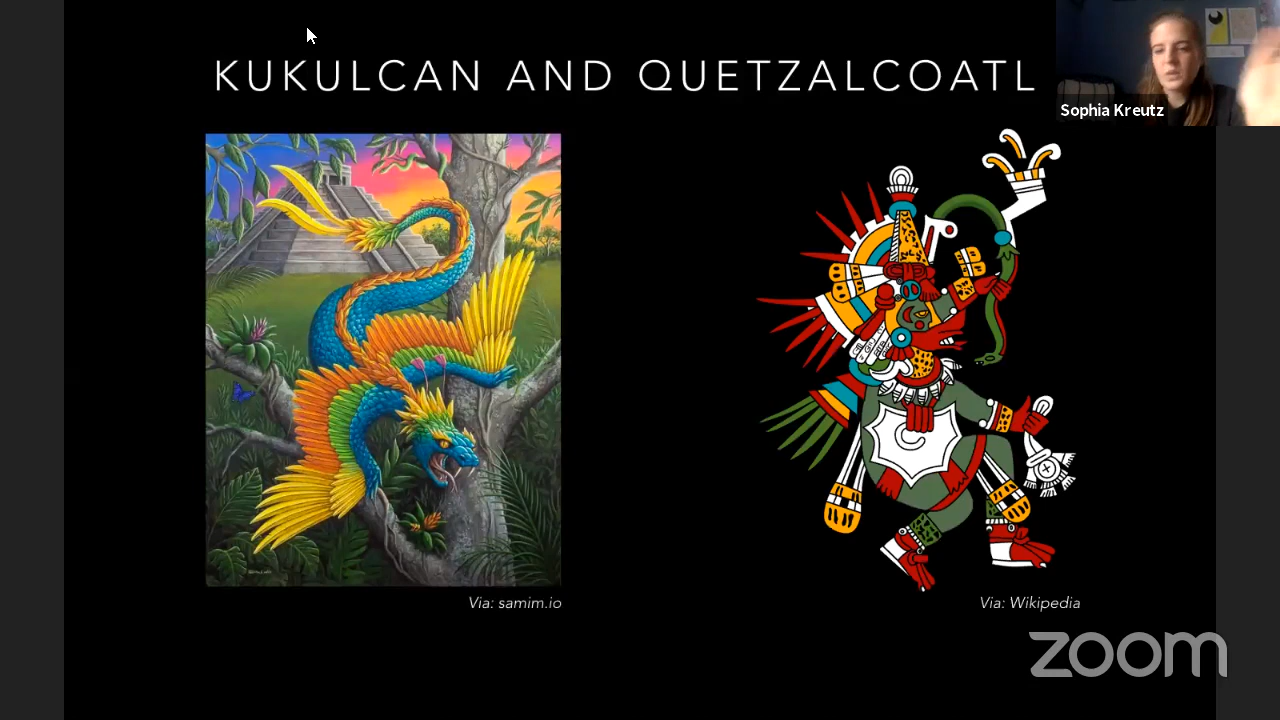 KUKULCAN AND QUETZALCOATL
Sophia Kreutz
Via: samim.io
Via: Wikipedia
zoom